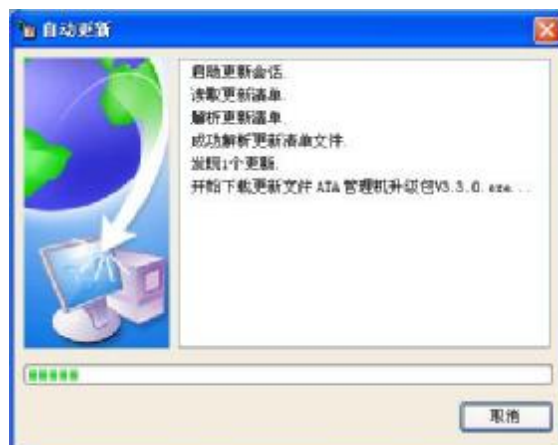 自动更新
启动更新会话.
读取更新清单.
解析更新清单.
成功解析更新清单文件.
发现1个更新.
开始下载更新文件 ATA 管理机升级包V3.3.0.exe...
取消